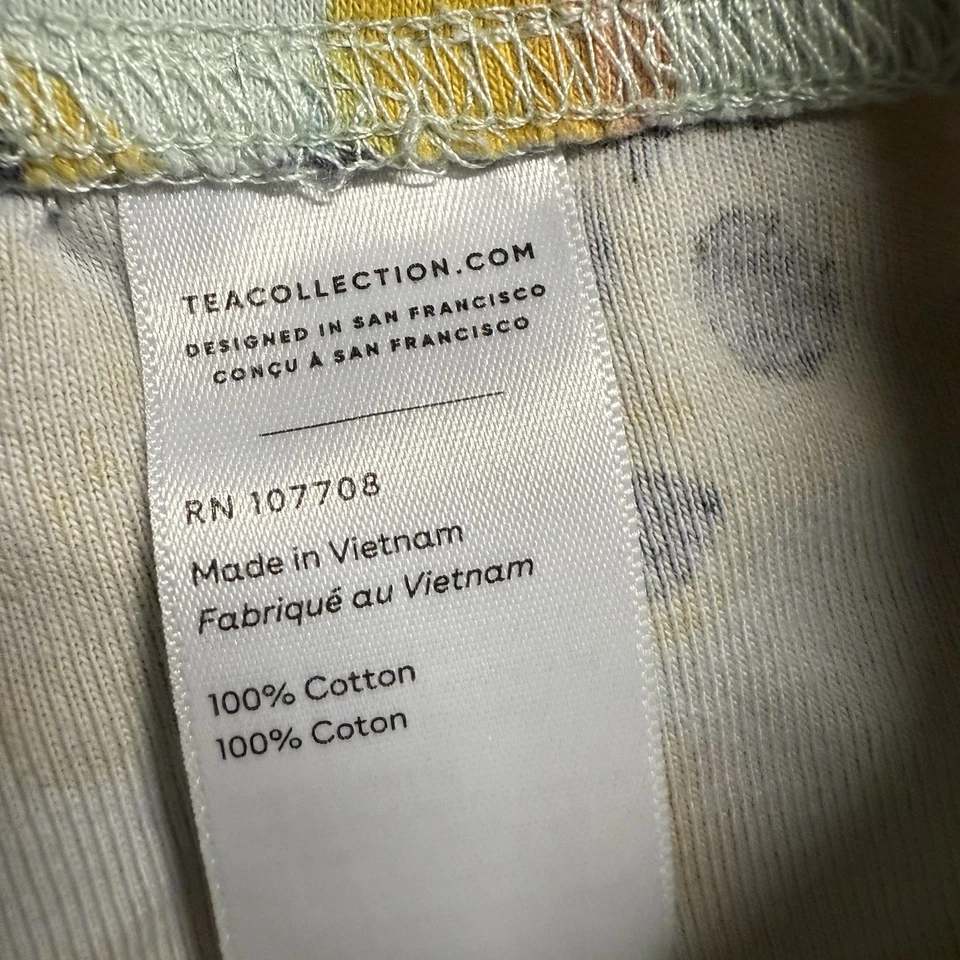 TEACOLLECTION.COM
DESIGNED IN SAN FRANCISCO
CONÇU À SAN FRANCISCO
RN 107708
Made in Vietnam
Fabriqué au Vietnam
100% Cotton
100% Coton